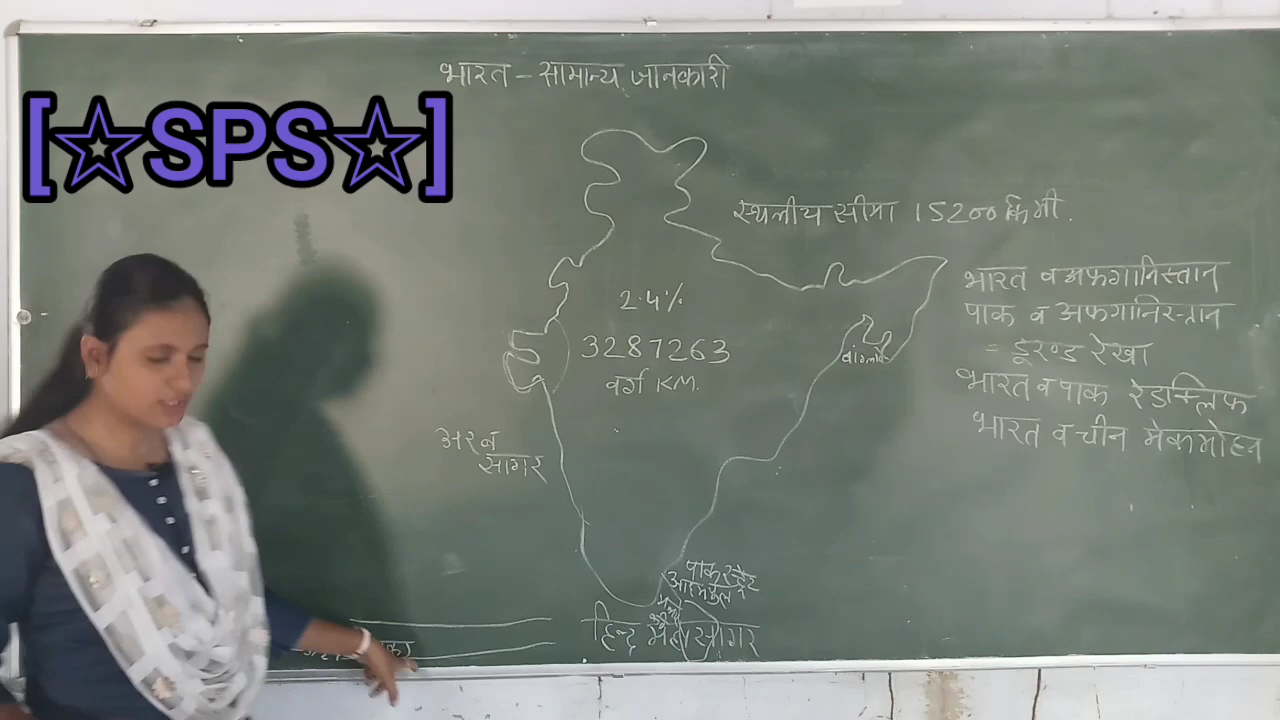 भारत - सामान्य जानकारी
[☆SPS☆]
स्थलीय सीमा 15200 कि मी.
भारत व अफगानिस्तान
पाक व अफगानिस्तान
= डूरण्ड रेखा
भारत व पाक रेडक्लिफ
भारत व चीन मेकमोहन
2.4%
3287263
वर्ग KM.
अरब
सागर
पाक स्ट्रेट
हिन्द महासागर